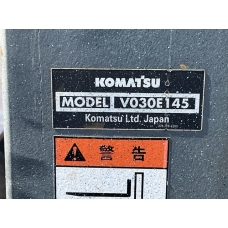 KOMATSU
MODEL V030E145
Komatsu Ltd. Japan
警告